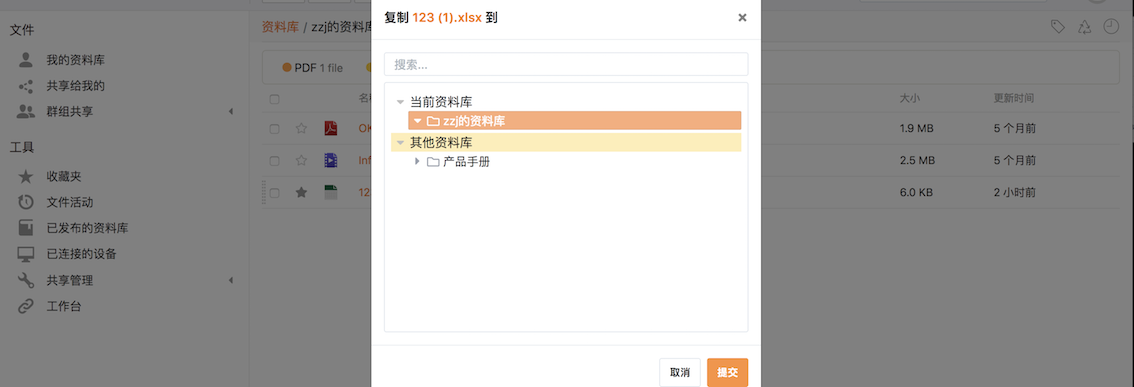 复制 123 (1).xlsx 到
×
文件
我的资料库
共享给我的
群组共享
工具
收藏夹
文件活动
已发布的资料库
已连接的设备
共享管理
工作台
资料库 / zzj的资料库
PDF 1 file
大小
更新时间
OK
1.9 MB
5 个月前
Inf
2.5 MB
5 个月前
12
6.0 KB
2 小时前
搜索...
当前资料库
zzj的资料库
其他资料库
产品手册
取消
提交